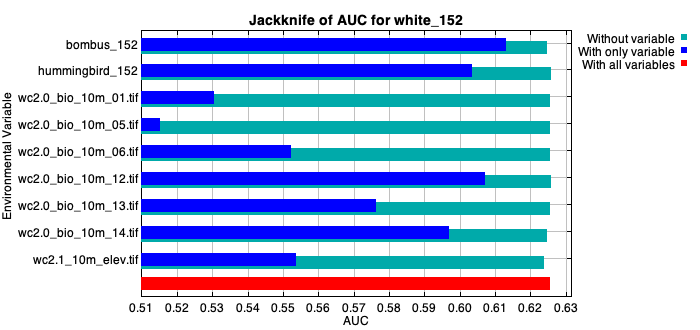 Jackknife of AUC for white_152
Without variable
With only variable
With all variables
Environmental Variable
bombus_152
hummingbird_152
wc2.0_bio_10m_01.tif
wc2.0_bio_10m_05.tif
wc2.0_bio_10m_06.tif
wc2.0_bio_10m_12.tif
wc2.0_bio_10m_13.tif
wc2.0_bio_10m_14.tif
wc2.1_10m_elev.tif
0.51 0.52 0.53 0.54 0.55 0.56 0.57 0.58 0.59 0.60 0.61 0.62 0.63
AUC